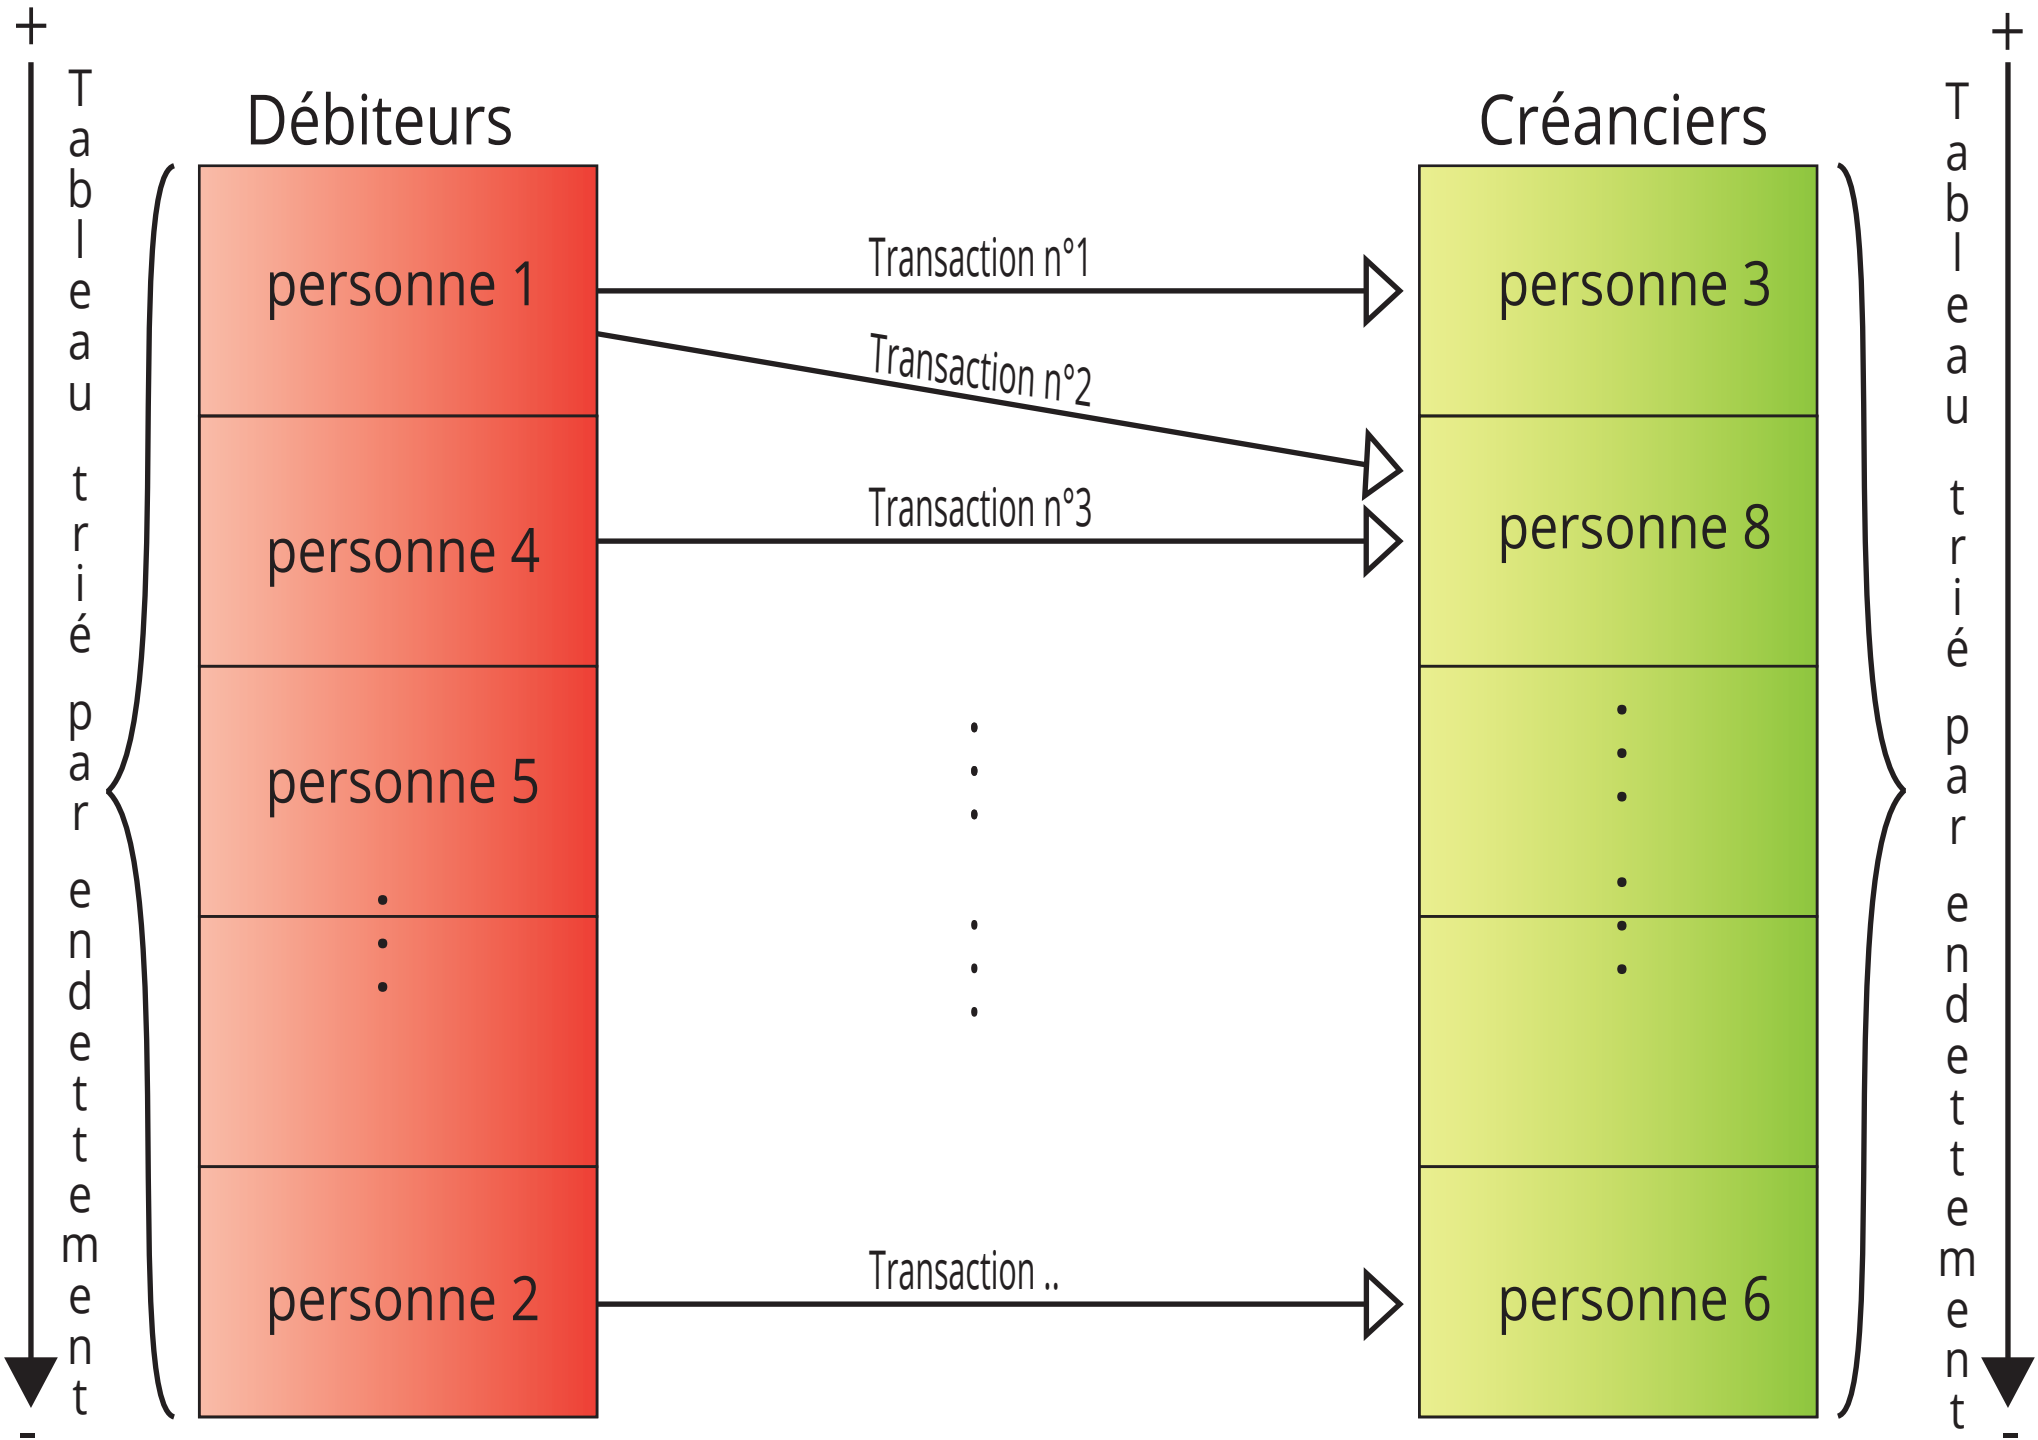 +
+
Tableau trié par endettement
Débiteurs
Créanciers
Tableau trié par endettement
personne 1
Transaction n°1
personne 3
Transaction n°2
personne 4
Transaction n°3
personne 8
personne 5
personne 2
Transaction ..
personne 6
-
-